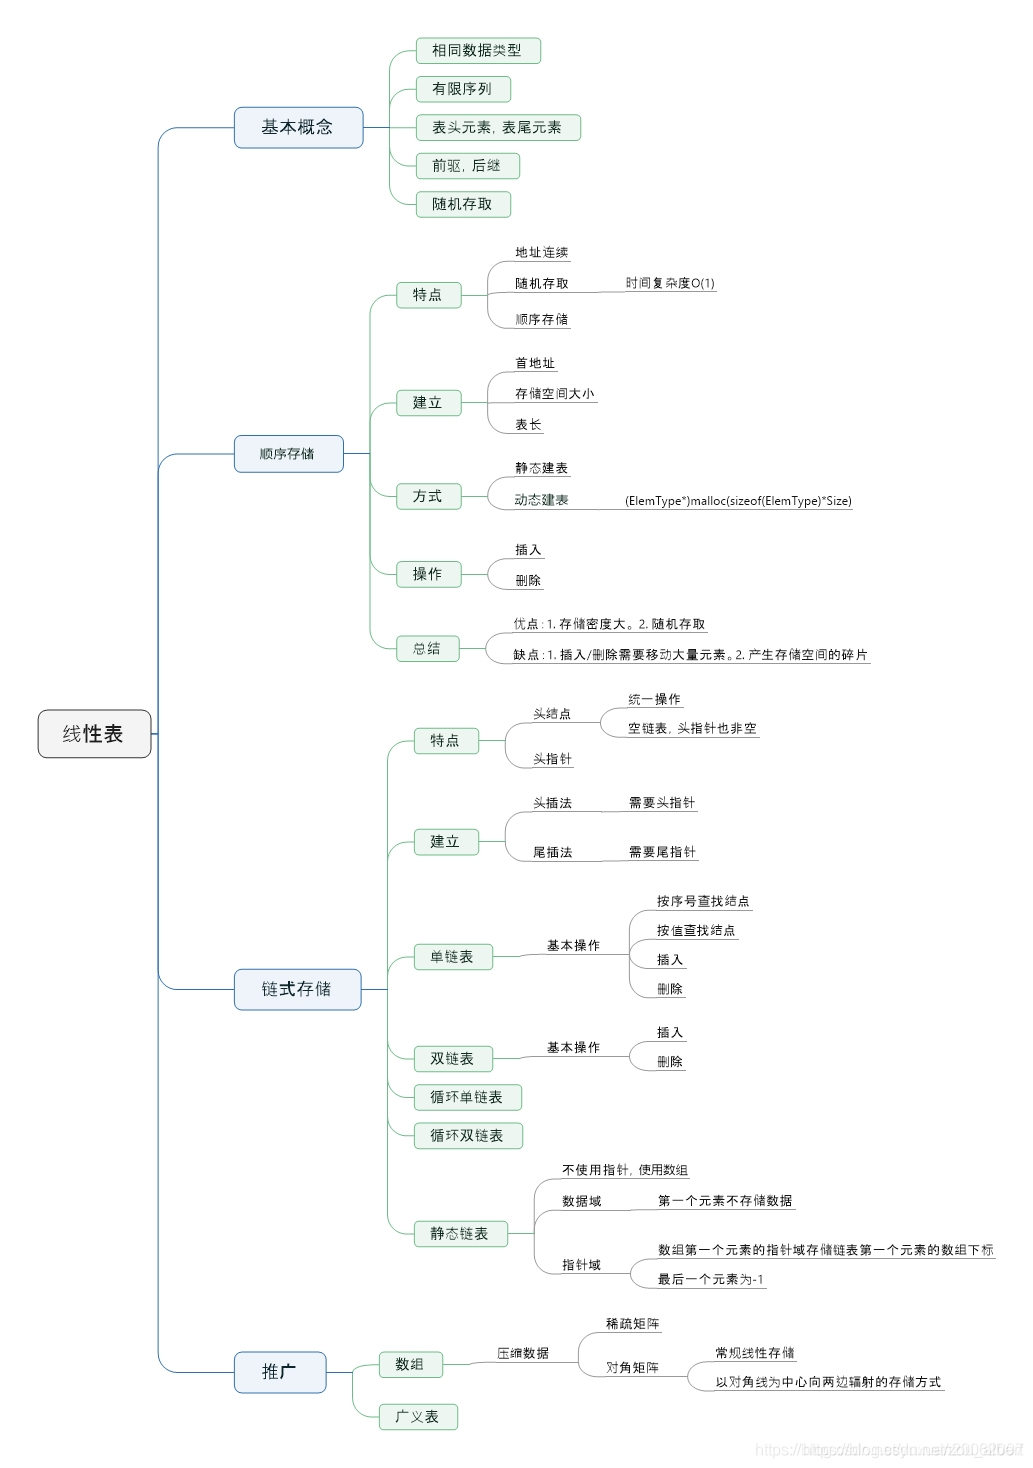 线性表
基本概念
相同数据类型
有限序列
表头元素，表尾元素
前驱，后继
随机存取
顺序存储
特点
地址连续
随机存取
时间复杂度O(1)
顺序存储
建立
首地址
存储空间大小
表长
方式
静态建表
动态建表
(ElemType*)malloc(sizeof(ElemType)*Size)
操作
插入
删除
总结
优点：1. 存储密度大。2. 随机存取
缺点：1. 插入/删除需要移动大量元素。2. 产生存储空间的碎片
链式存储
特点
头结点
统一操作
空链表，头指针也非空
头指针
建立
头插法
需要头指针
尾插法
需要尾指针
单链表
基本操作
按序号查找结点
按值查找结点
插入
删除
双链表
基本操作
插入
删除
循环单链表
循环双链表
静态链表
不使用指针，使用数组
数据域
第一个元素不存储数据
指针域
数组第一个元素的指针域存储链表第一个元素的数组下标
最后一个元素为-1
推广
数组
压缩数据
稀疏矩阵
对角矩阵
常规线性存储
以对角线为中心向两边辐射的存储方式
广义表